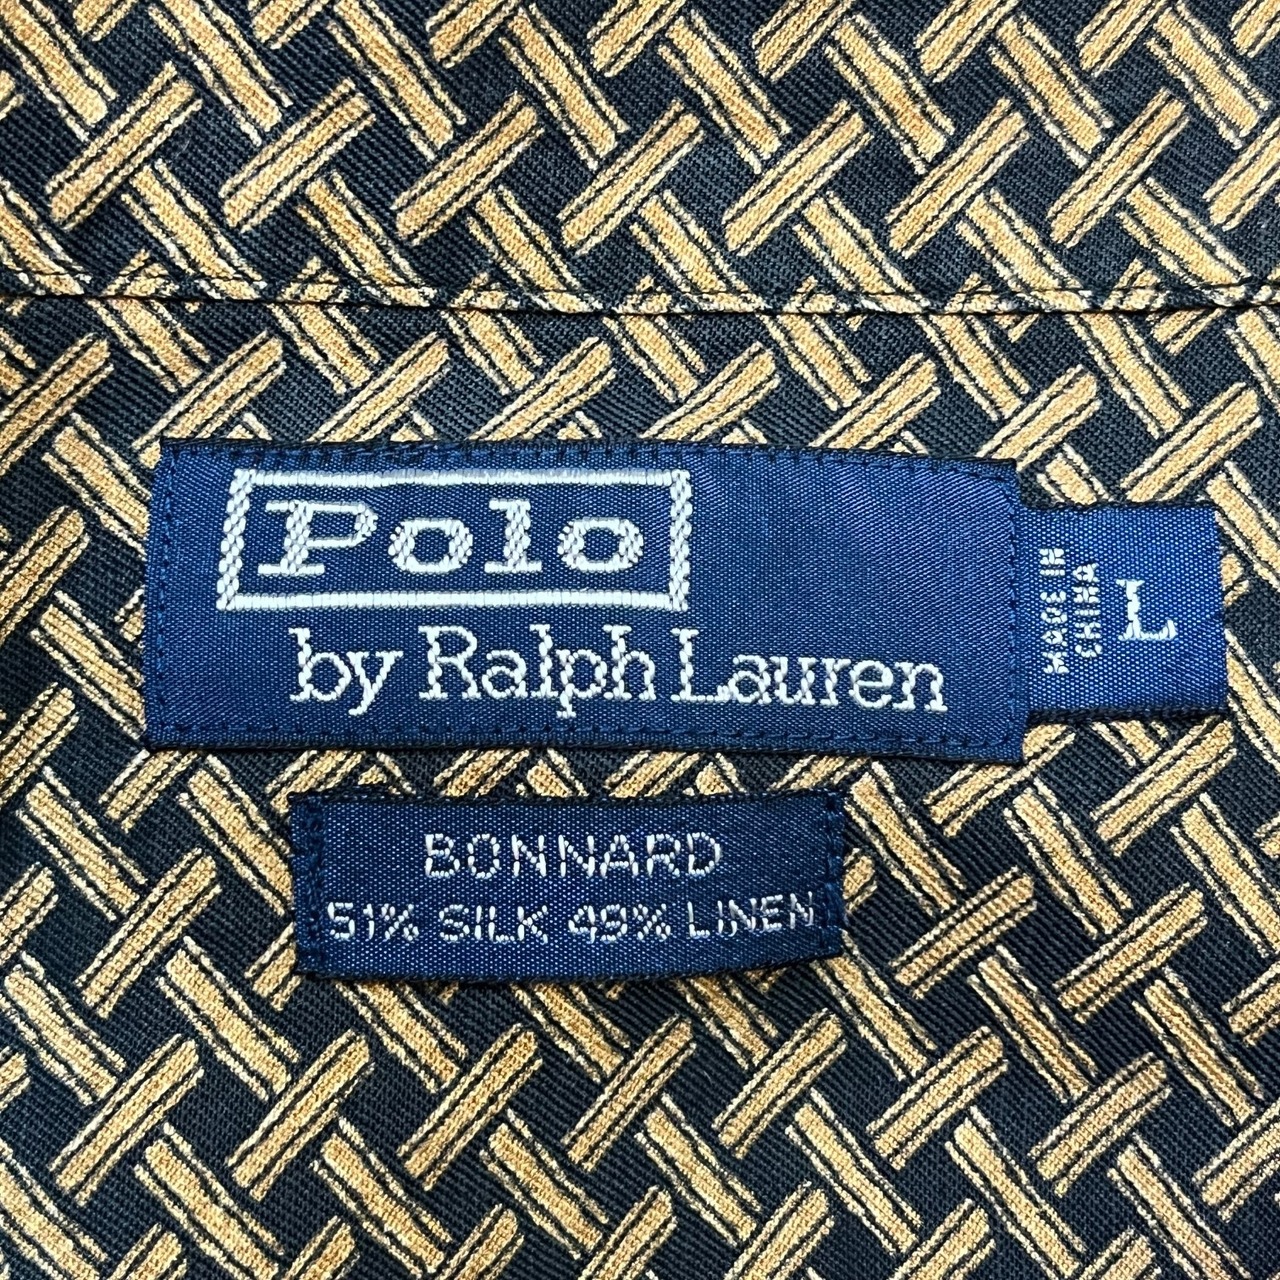 Polo
by Ralph Lauren
MADE IN
CHINA
L
BONNARD
51% SILK 49% LINEN